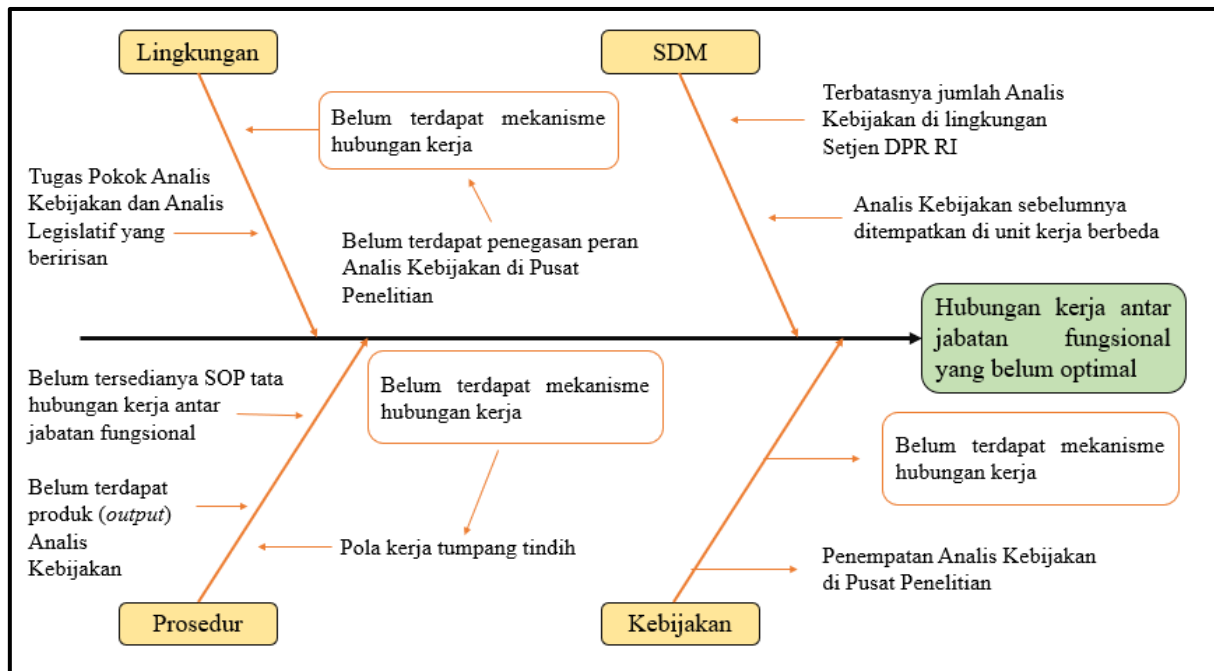 Lingkungan
SDM
Belum terdapat mekanisme
hubungan kerja
Terbatasnya jumlah Analis
Kebijakan di lingkungan
Setjen DPR RI
Tugas Pokok Analis
Kebijakan dan Analis
Legislatif yang
beririsan
Belum terdapat penegasan peran
Analis Kebijakan di Pusat
Penelitian
Analis Kebijakan sebelumnya
ditempatkan di unit kerja berbeda
Hubungan kerja antar
jabatan fungsional
yang belum optimal
Belum tersedianya SOP tata
hubungan kerja antar
jabatan fungsional
Belum terdapat mekanisme
hubungan kerja
Belum terdapat mekanisme
hubungan kerja
Belum terdapat
produk (output)
Analis
Kebijakan
Pola kerja tumpang tindih
Penempatan Analis Kebijakan
di Pusat Penelitian
Prosedur
Kebijakan